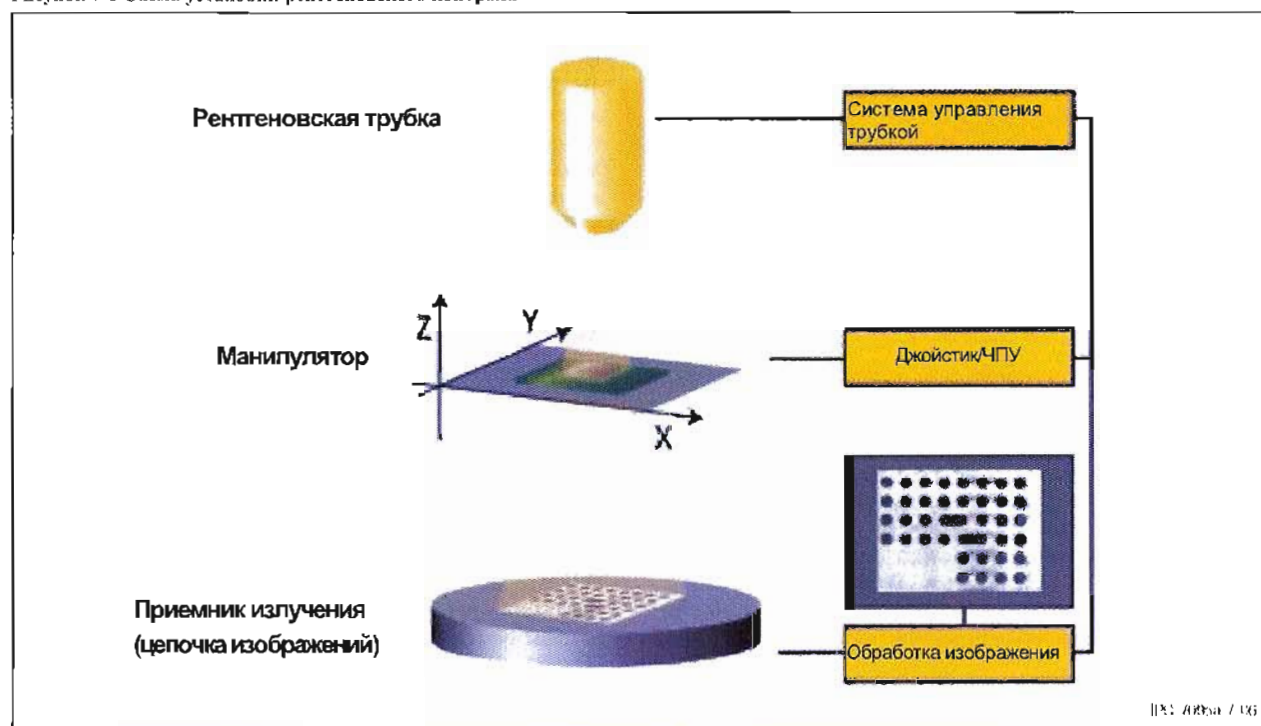 Рентгеновская трубка
Система управления
трубкой
Z
Y
X
Манипулятор
Джойстик/ЧПУ
Приемник излучения
(цепочка изображений)
Обработка изображения